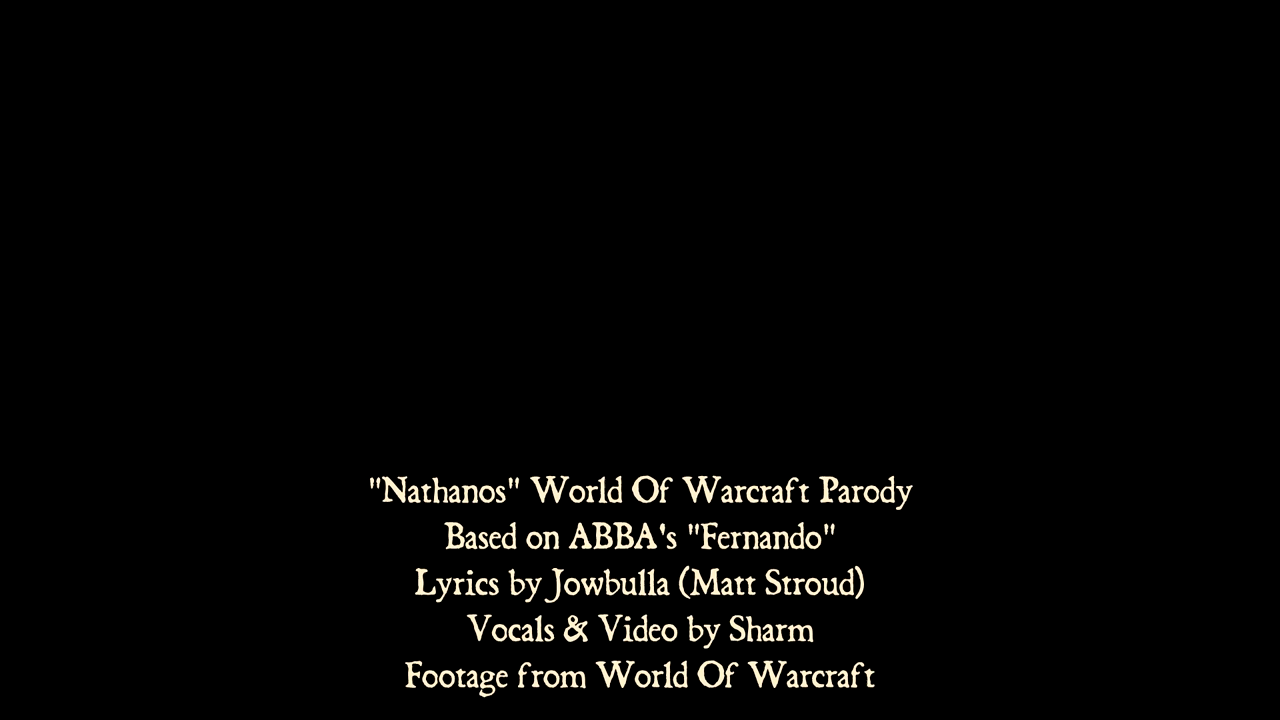 "Nathanos" World Of Warcraft Parody
Based on ABBA's "Fernando"
Lyrics by Jowbulla (Matt Stroud)
Vocals & Video by Sharm
Footage from World Of Warcraft